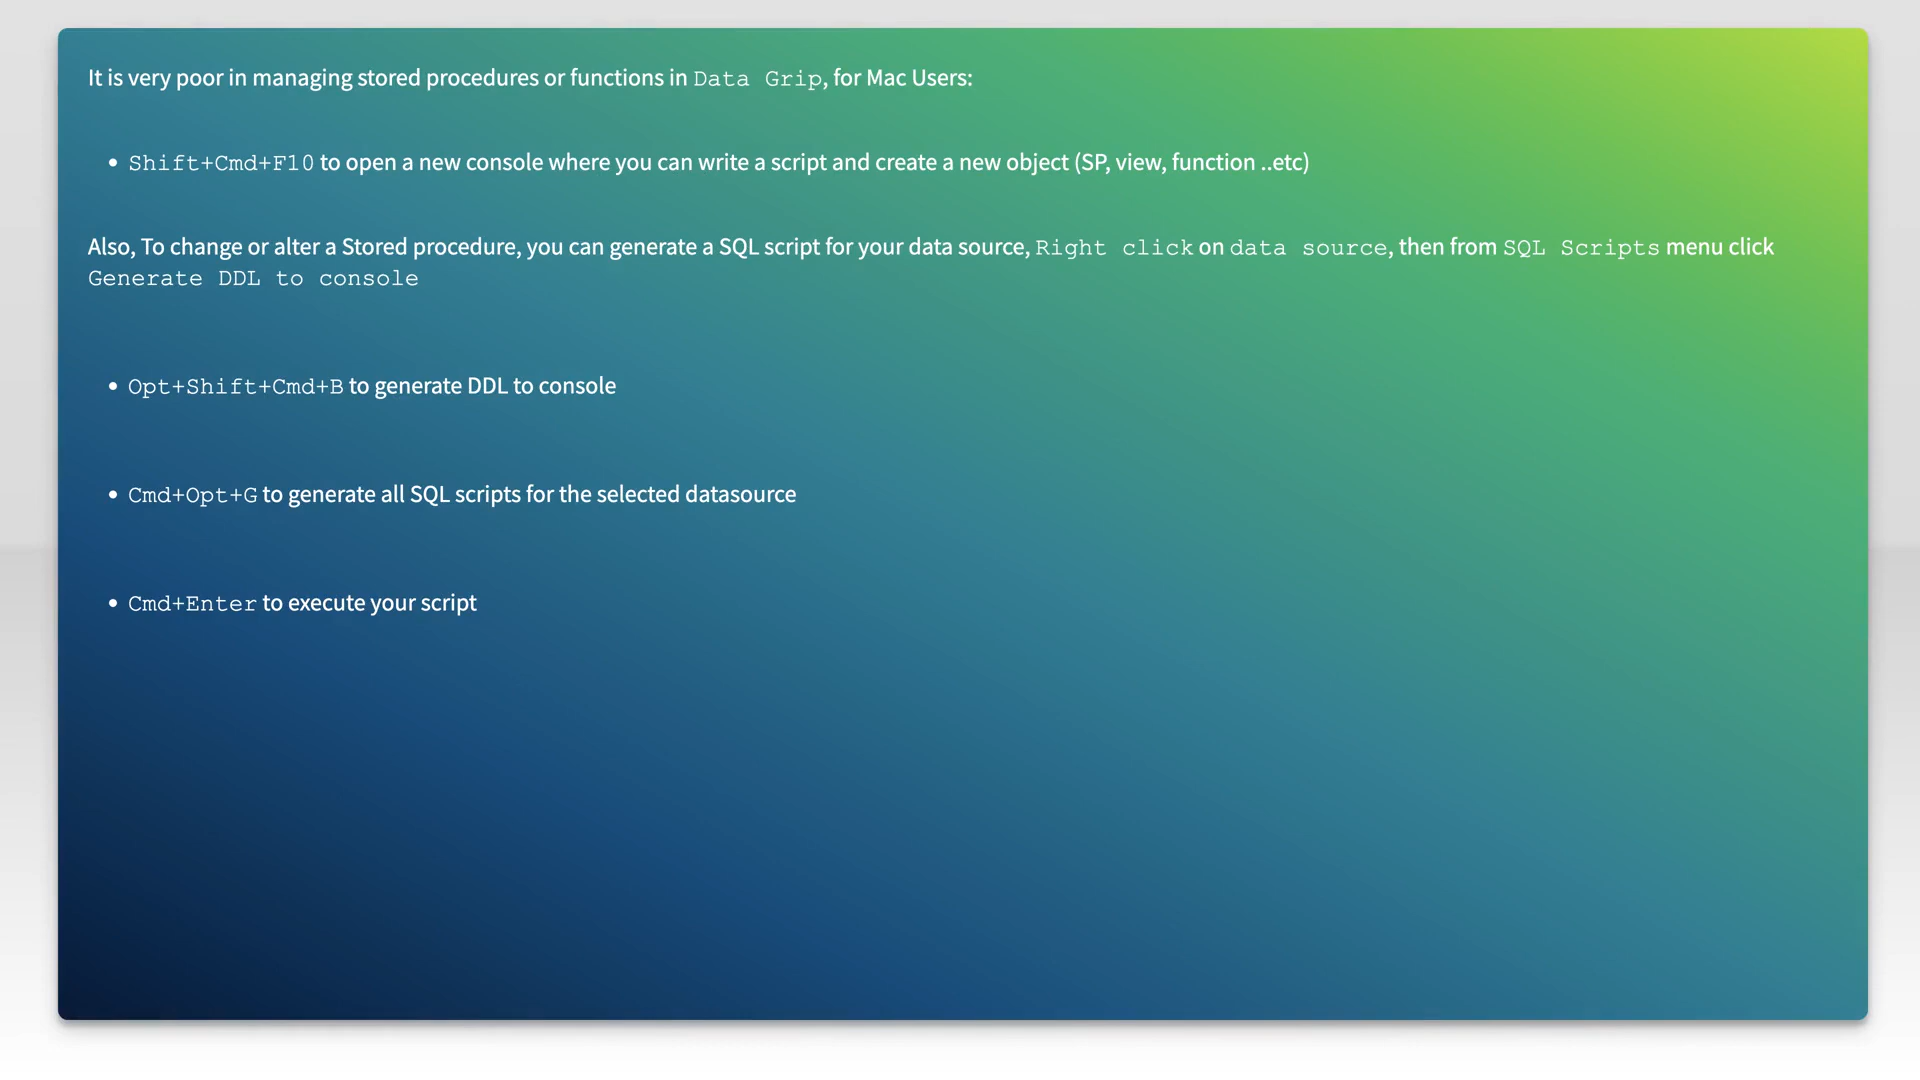 It is very poor in managing stored procedures or functions in Data Grip, for Mac Users:
• Shift+Cmd+F10 to open a new console where you can write a script and create a new object (SP, view, function ..etc)
Also, To change or alter a Stored procedure, you can generate a SQL script for your data source, Right click on data source, then from SQL Scripts menu click
Generate DDL to console
• Opt+Shift+Cmd+B to generate DDL to console
• Cmd+Opt+G to generate all SQL scripts for the selected datasource
• Cmd+Enter to execute your script